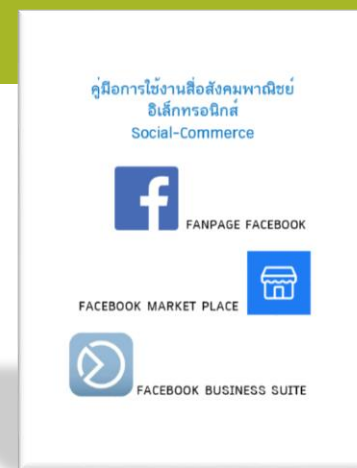 คู่มือการใช้งานสื่อสังคมพาณิชย์
อิเล็กทรอนิกส์
Social-Commerce
FANPAGE FACEBOOK
FACEBOOK MARKET PLACE
FACEBOOK BUSINESS SUITE